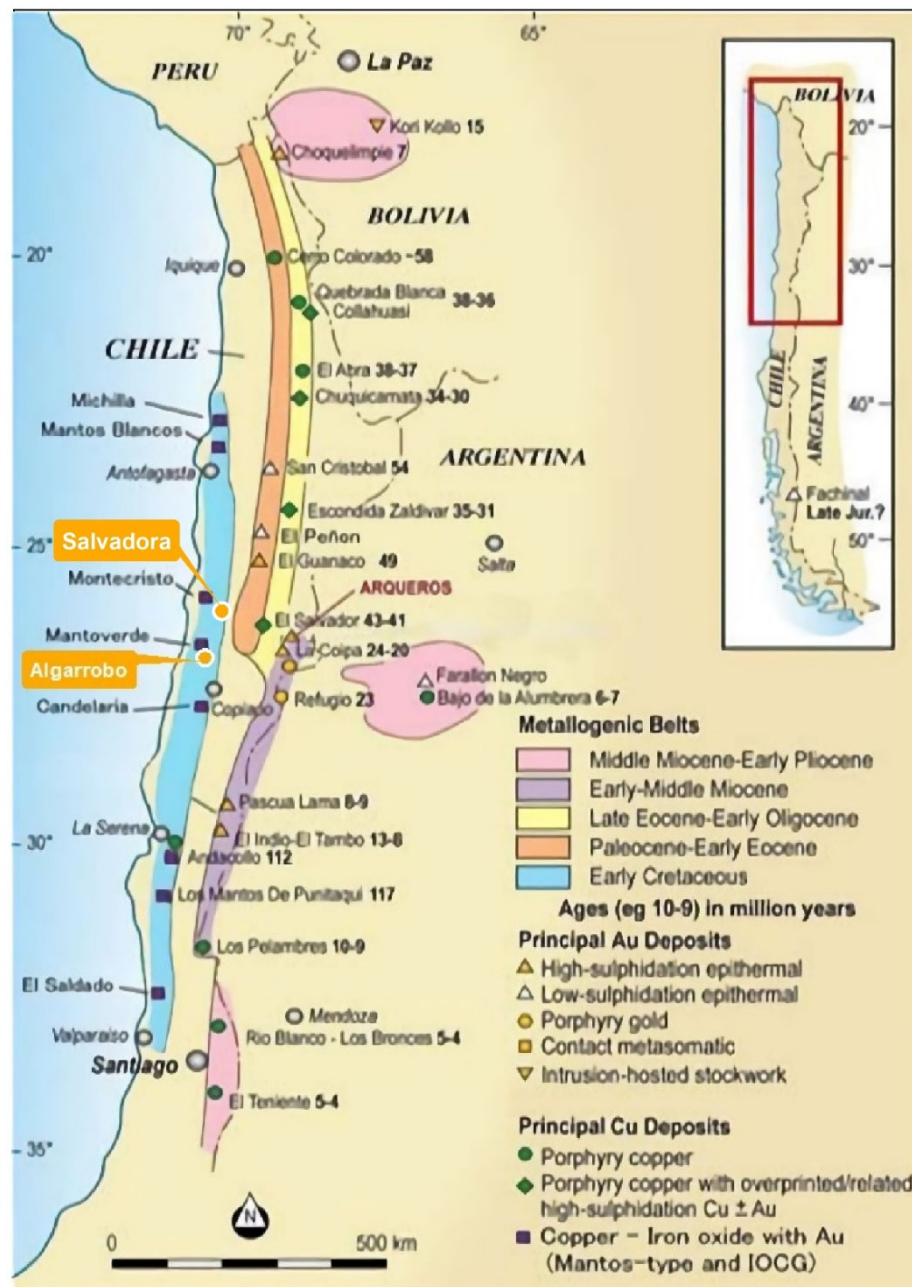 70°
65°
PERU
La Paz
Kori Kollo 15
Choquelimpie 7
BOLIVIA
20°
Iquique
Cerro Colorado ~58
Quebrada Blanca
38-36
Collahuasi
CHILE
El Abra 38-37
Chuquicamata 34-30
Michilla
Mantos Blancos
Antofagasta
San Cristobal 54
ARGENTINA
Escondida Zaldivar 35-31
El Peñon
Salvadora
25°
El Guanaco 49
Salta
Montecristo
ARQUEROS
El Salvador 43-41
Mantoverde
La Coipa 24-20
Algarrobo
Farallon Negro
Candelaria
Copiapo
Refugio 23
Bajo de la Alumbrera 6-7
Pascua Lama 8-9
La Serena
El Indio-El Tambo 13-8
30°
Andacollo 112
Los Mantos De Punitaqui 117
Los Pelambres 10-9
El Saldado
Mendoza
Valparaiso
Rio Blanco - Los Bronces 5-4
Santiago
El Teniente 5-4
35°
N
0
500 km
BOLIVIA
20°
30°
CHILE
ARGENTINA
40°
Fachinal
Late Jur.?
50°
Metallogenic Belts
Middle Miocene-Early Pliocene
Early-Middle Miocene
Late Eocene-Early Oligocene
Paleocene-Early Eocene
Early Cretaceous
Ages (eg 10-9) in million years
Principal Au Deposits
High-sulphidation epithermal
Low-sulphidation epithermal
Porphyry gold
Contact metasomatic
Intrusion-hosted stockwork
Principal Cu Deposits
Porphyry copper
Porphyry copper with overprinted/related
high-sulphidation Cu ± Au
Copper - Iron oxide with Au
(Mantos-type and IOCG)